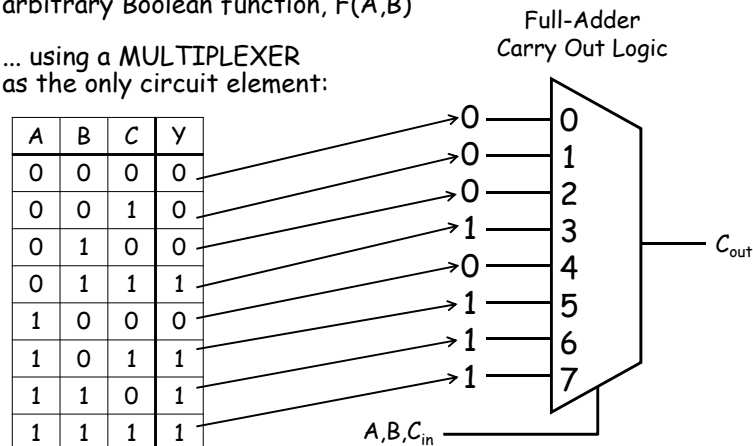 arbitrary Boolean function, F(A,B)
... using a MULTIPLEXER
as the only circuit element:
Full-Adder
Carry Out Logic
A B C Y
0 0 0 0
0 0 1 0
0 1 0 0
0 1 1 1
1 0 0 0
1 0 1 1
1 1 0 1
1 1 1 1
0 0
0 1
0 2
1 3
0 4
1 5
1 6
1 7
Cout
A,B,Cin